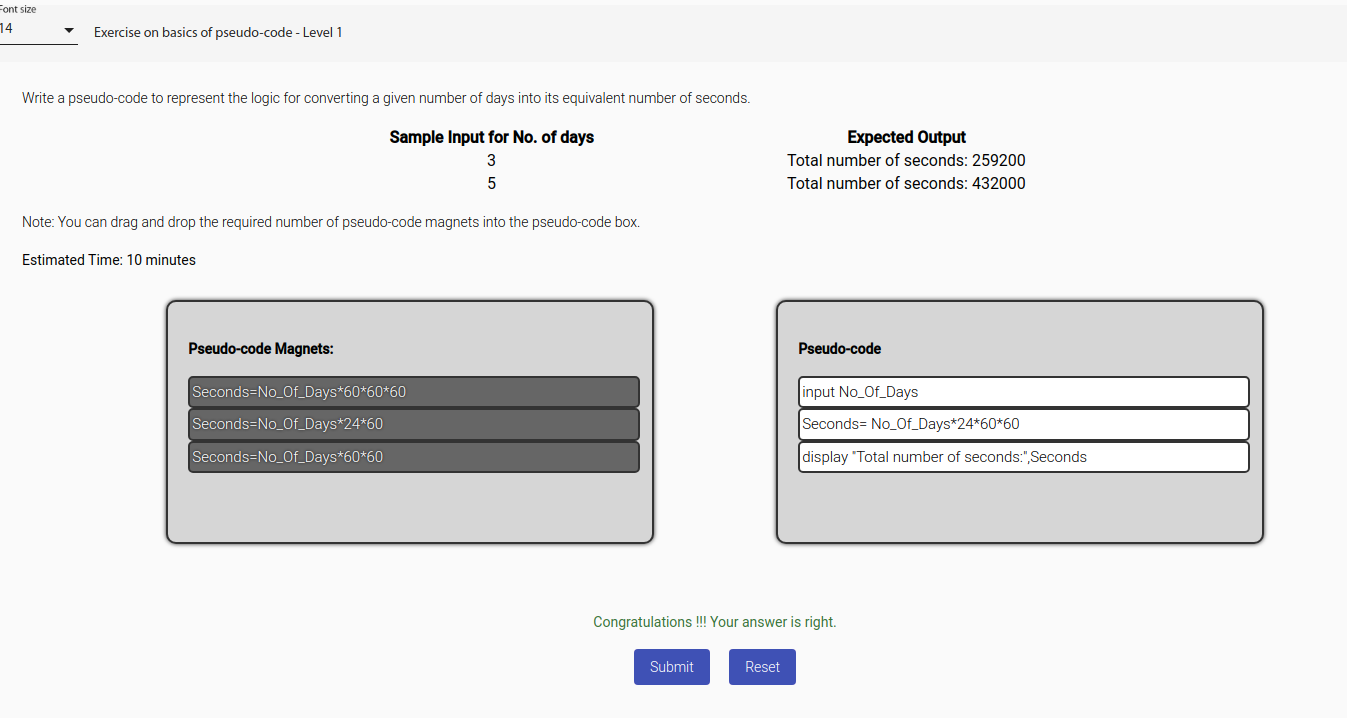 Font size
14
Exercise on basics of pseudo-code - Level 1
Write a pseudo-code to represent the logic for converting a given number of days into its equivalent number of seconds.
Sample Input for No. of days Expected Output
3 Total number of seconds: 259200
5 Total number of seconds: 432000
Note: You can drag and drop the required number of pseudo-code magnets into the pseudo-code box.
Estimated Time: 10 minutes
Pseudo-code Magnets:
Seconds=No_Of_Days*60*60*60
Seconds=No_Of_Days*24*60
Seconds=No_Of_Days*60*60
Pseudo-code
input No_Of_Days
Seconds= No_Of_Days*24*60*60
display "Total number of seconds:",Seconds
Congratulations !!! Your answer is right.
Submit Reset